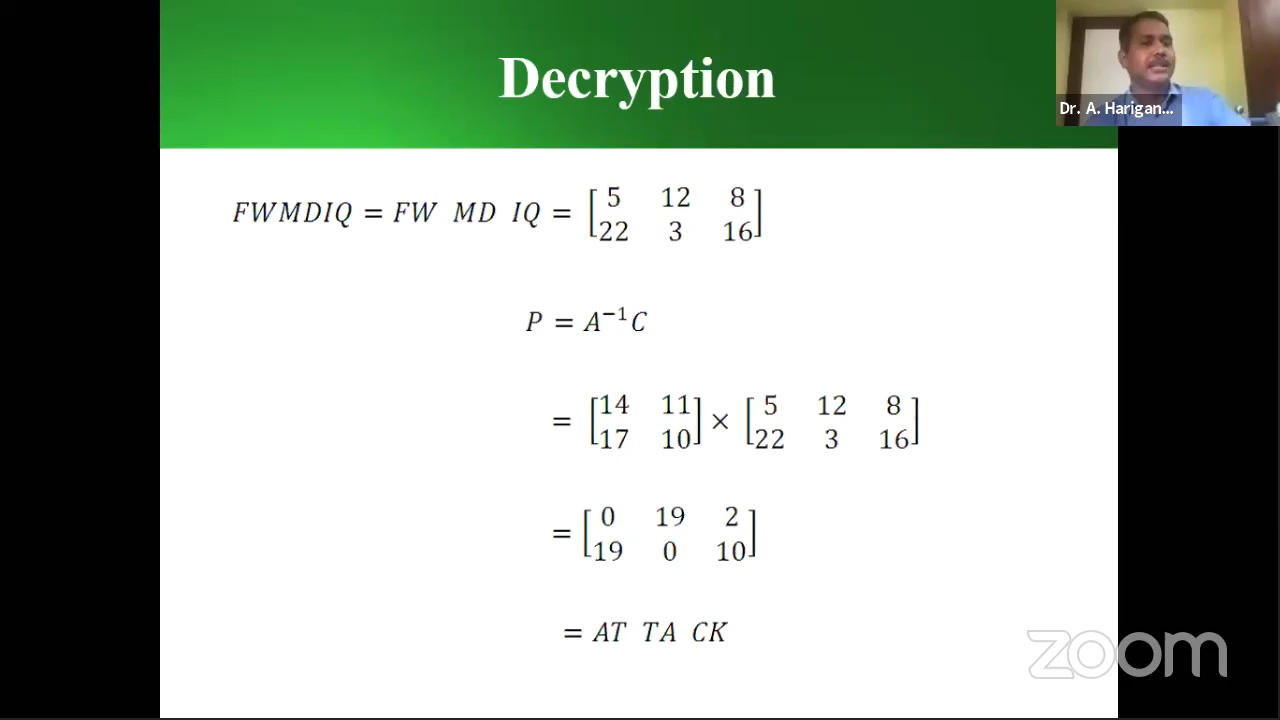 Decryption
Dr. A. Harigan...
FWMDIQ = FW MD IQ = [5 12 8
22 3 16]
P = A⁻¹C
= [14 11
17 10] × [5 12 8
22 3 16]
= [0 19 2
19 0 10]
= AT TA CK
zoom